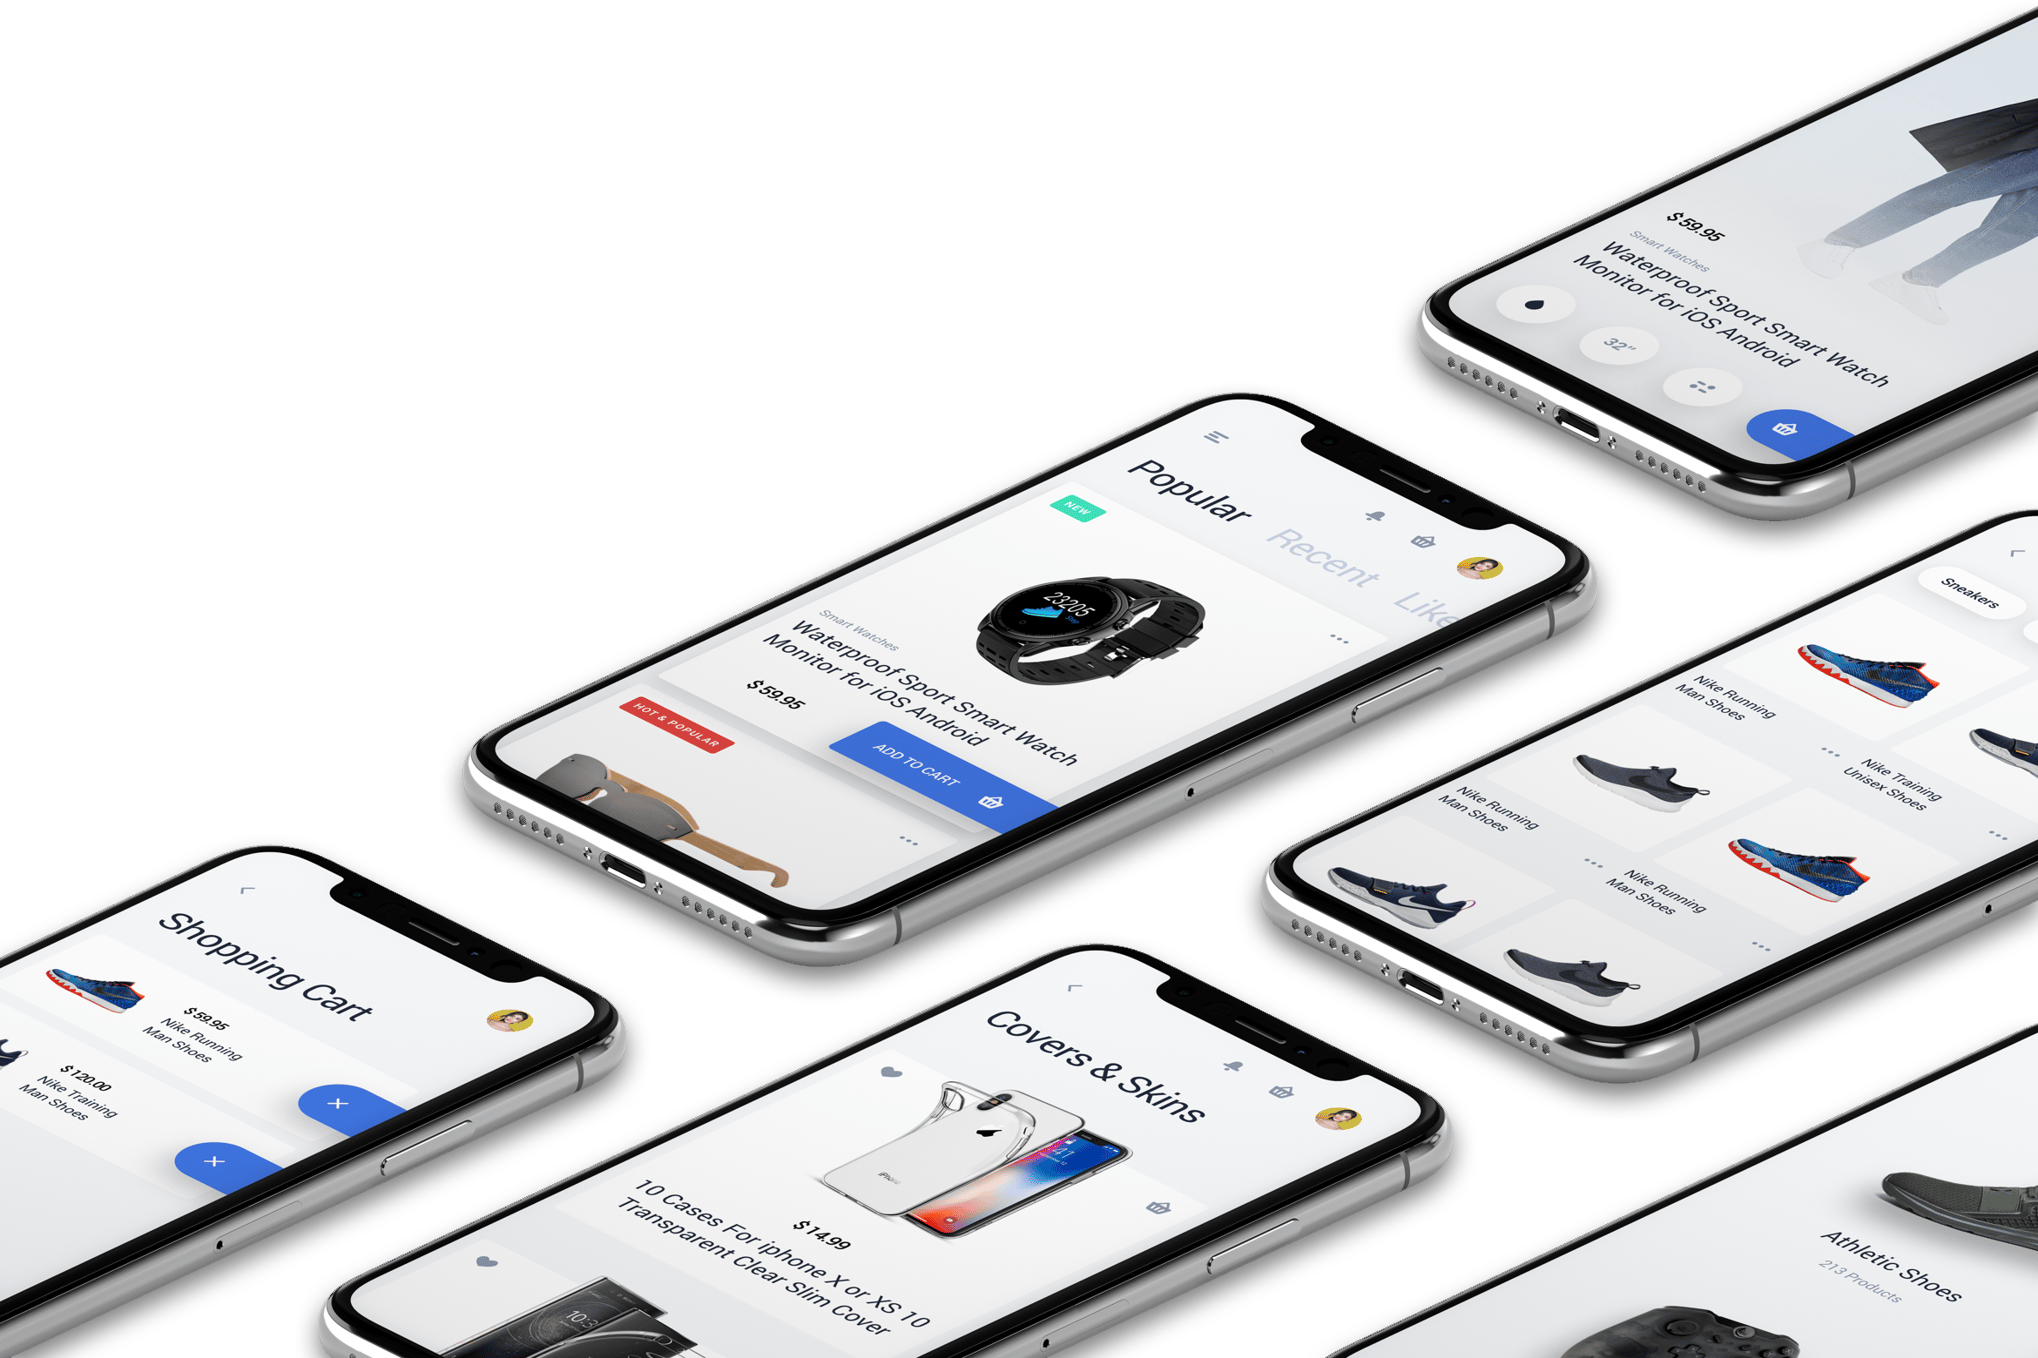 $59.95
Smart Watches
Waterproof Sport Smart Watch
Monitor for iOS Android
32"
Popular
Recent
Like
NEW
23205
Step
Smart Watches
Waterproof Sport Smart Watch
Monitor for iOS Android
$59.95
ADD TO CART
HOT & POPULAR
Sneakers
Nike Running
Man Shoes
Nike Training
Unisex Shoes
Nike Running
Man Shoes
Nike Running
Man Shoes
Shopping Cart
$59.95
Nike Running
Man Shoes
$120.00
Nike Training
Man Shoes
Covers & Skins
iPhone
$14.99
10 Cases For iphone X or XS 10
Transparent Clear Slim Cover
Athletic Shoes
213 Products